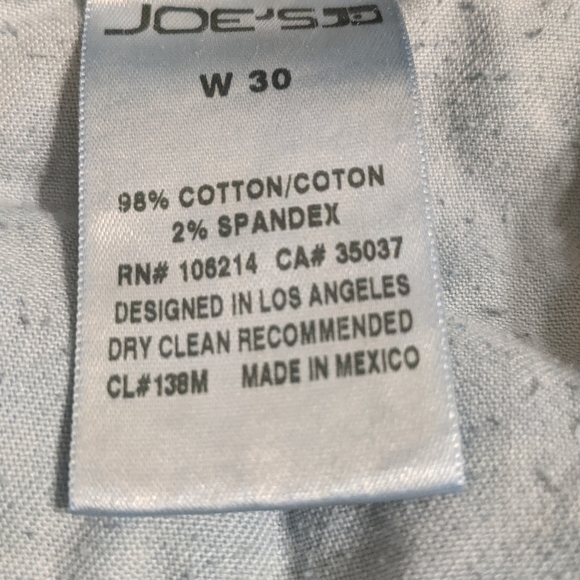 JOE'S JD
W 30
98% COTTON/COTON
2% SPANDEX
RN# 106214 CA# 35037
DESIGNED IN LOS ANGELES
DRY CLEAN RECOMMENDED
CL#138M MADE IN MEXICO